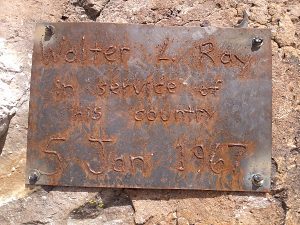 Walter L. Ray
in service of
his country
5 Jan 1967